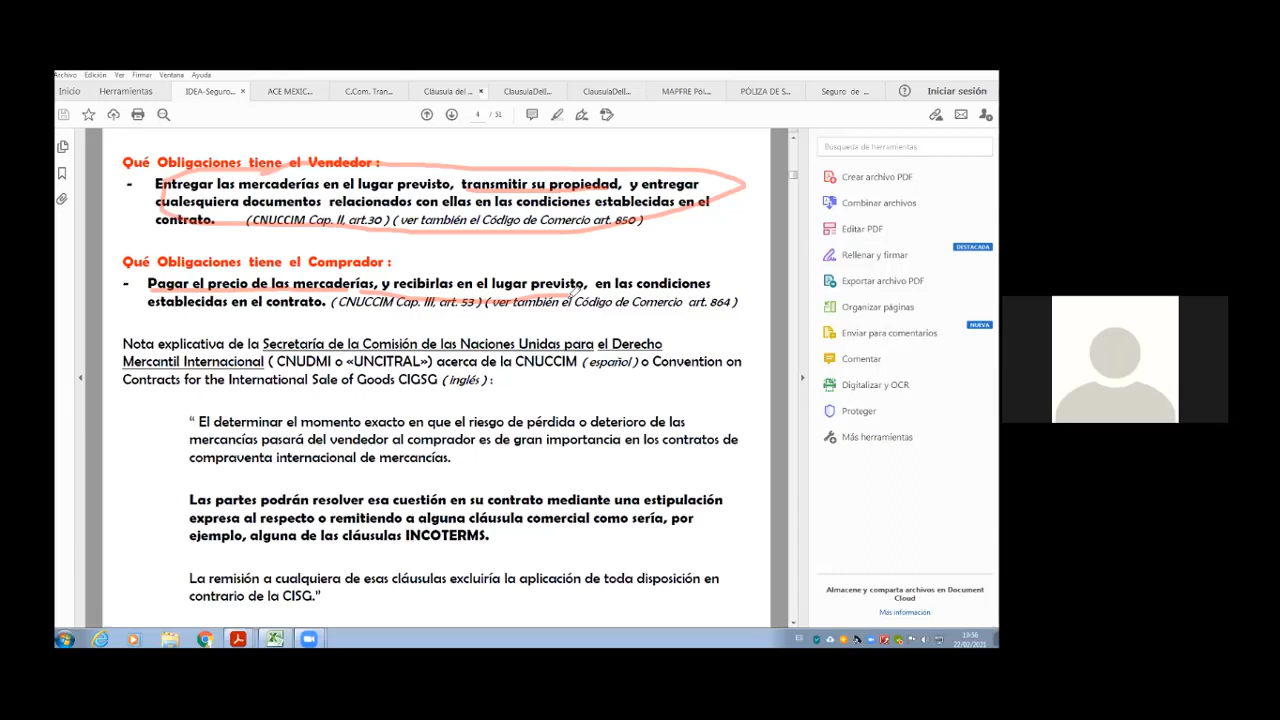 Archivo Edición Ver Firmar Ventana Ayuda
Inicio Herramientas IDEA-Seguro... × ACE MEXIC... C.Com. Tran... Cláusula del ... × ClausulaDell... ClausulaDell... MAPFRE Pól... PÓLIZA DE S... Seguro de ... Iniciar sesión
4 / 51
Qué Obligaciones tiene el Vendedor :
- Entregar las mercaderías en el lugar previsto, transmitir su propiedad, y entregar
cualesquiera documentos relacionados con ellas en las condiciones establecidas en el
contrato. ( CNUCCIM Cap. II, art.30 ) ( ver también el Código de Comercio art. 850 )
Qué Obligaciones tiene el Comprador :
- Pagar el precio de las mercaderías, y recibirlas en el lugar previsto, en las condiciones
establecidas en el contrato. ( CNUCCIM Cap. III, art. 53 ) ( ver también el Código de Comercio art. 864 )
Nota explicativa de la Secretaría de la Comisión de las Naciones Unidas para el Derecho
Mercantil Internacional ( CNUDMI o «UNCITRAL») acerca de la CNUCCIM ( español ) o Convention on
Contracts for the International Sale of Goods CIGSG ( inglés ) :
“ El determinar el momento exacto en que el riesgo de pérdida o deterioro de las
mercancías pasará del vendedor al comprador es de gran importancia en los contratos de
compraventa internacional de mercancías.
Las partes podrán resolver esa cuestión en su contrato mediante una estipulación
expresa al respecto o remitiendo a alguna cláusula comercial como sería, por
ejemplo, alguna de las cláusulas INCOTERMS.
La remisión a cualquiera de esas cláusulas excluiría la aplicación de toda disposición en
contrario de la CISG.”
Búsqueda de herramientas
Crear archivo PDF
Combinar archivos
Editar PDF
DESTACADA
Rellenar y firmar
Exportar archivo PDF
Organizar páginas
NUEVA
Enviar para comentarios
Comentar
Digitalizar y OCR
Proteger
Más herramientas
Almacene y comparta archivos en Document
Cloud
Más información
ES
22/02/2021